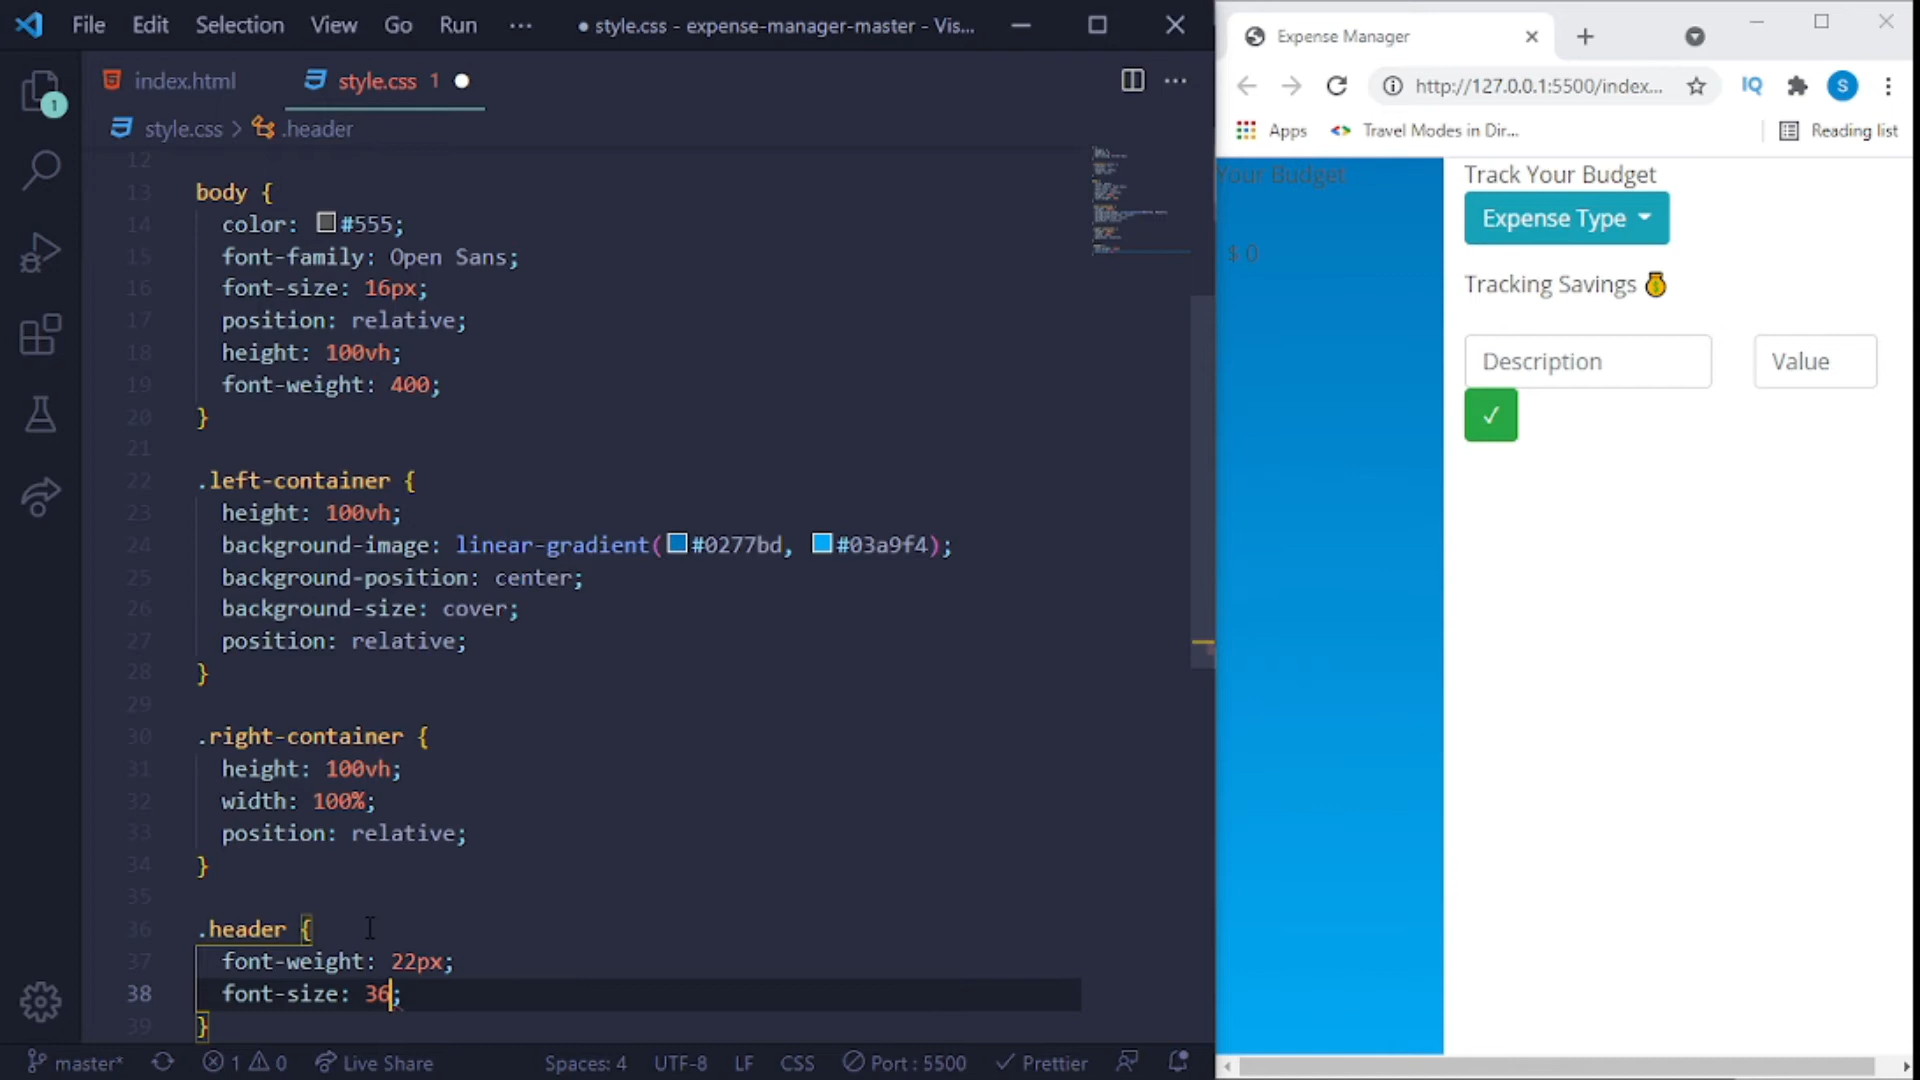 File Edit Selection View Go Run ··· ● style.css - expense-manager-master - Vis...
index.html style.css 1
style.css > .header
12
13 body {
14 color: #555;
15 font-family: Open Sans;
16 font-size: 16px;
17 position: relative;
18 height: 100vh;
19 font-weight: 400;
20 }
21
22 .left-container {
23 height: 100vh;
24 background-image: linear-gradient(#0277bd, #03a9f4);
25 background-position: center;
26 background-size: cover;
27 position: relative;
28 }
29
30 .right-container {
31 height: 100vh;
32 width: 100%;
33 position: relative;
34 }
35
36 .header {
37 font-weight: 22px;
38 font-size: 36;
39 }
1
master* 1 0 Live Share Spaces: 4 UTF-8 LF CSS Port : 5500 Prettier
Expense Manager
http://127.0.0.1:5500/index... IQ S
Apps Travel Modes in Dir... Reading list
Your Budget
$ 0
Track Your Budget
Expense Type
Tracking Savings
Description Value
✓